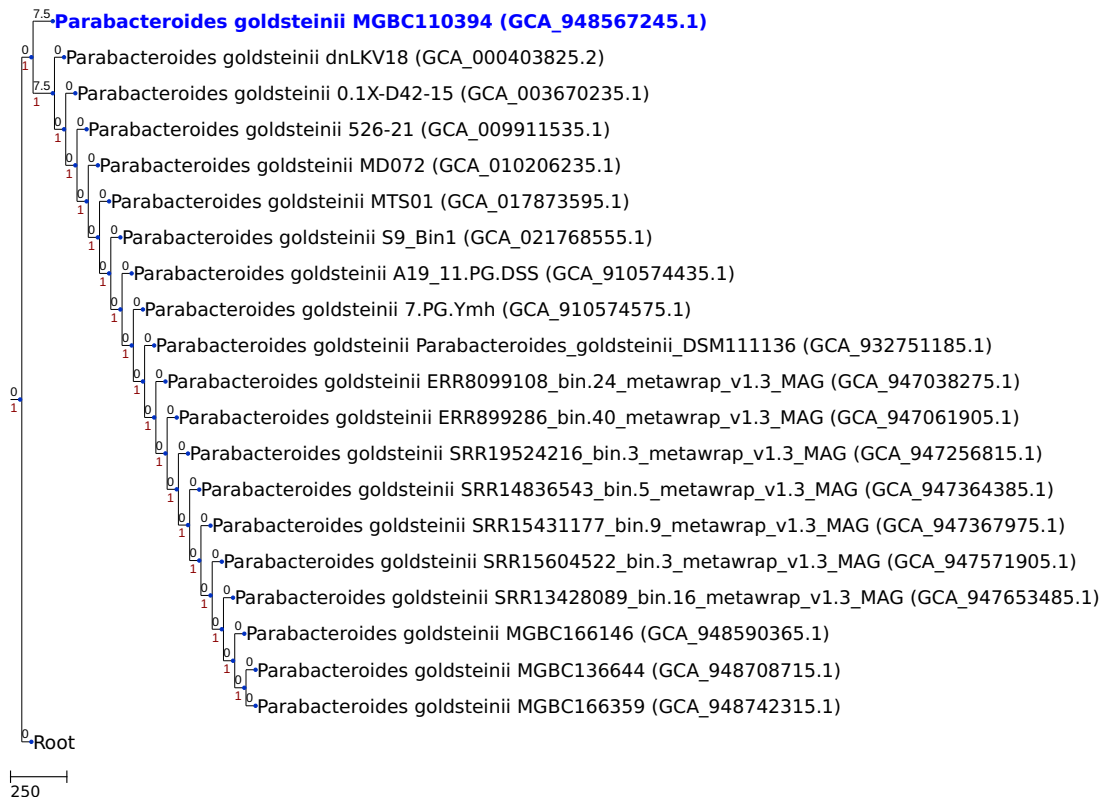 7.5
Parabacteroides goldsteinii MGBC110394 (GCA_948567245.1)
0
1
0
Parabacteroides goldsteinii dnLKV18 (GCA_000403825.2)
7.5
1
0
Parabacteroides goldsteinii 0.1X-D42-15 (GCA_003670235.1)
0
1
0
Parabacteroides goldsteinii 526-21 (GCA_009911535.1)
0
1
0
Parabacteroides goldsteinii MD072 (GCA_010206235.1)
0
1
0
Parabacteroides goldsteinii MTS01 (GCA_017873595.1)
0
1
0
Parabacteroides goldsteinii S9_Bin1 (GCA_021768555.1)
0
1
0
Parabacteroides goldsteinii A19_11.PG.DSS (GCA_910574435.1)
0
1
0
Parabacteroides goldsteinii 7.PG.Ymh (GCA_910574575.1)
0
1
0
Parabacteroides goldsteinii Parabacteroides_goldsteinii_DSM111136 (GCA_932751185.1)
0
1
0
Parabacteroides goldsteinii ERR8099108_bin.24_metawrap_v1.3_MAG (GCA_947038275.1)
0
1
0
Parabacteroides goldsteinii ERR899286_bin.40_metawrap_v1.3_MAG (GCA_947061905.1)
0
1
0
Parabacteroides goldsteinii SRR19524216_bin.3_metawrap_v1.3_MAG (GCA_947256815.1)
0
1
0
Parabacteroides goldsteinii SRR14836543_bin.5_metawrap_v1.3_MAG (GCA_947364385.1)
0
1
0
Parabacteroides goldsteinii SRR15431177_bin.9_metawrap_v1.3_MAG (GCA_947367975.1)
0
1
0
Parabacteroides goldsteinii SRR15604522_bin.3_metawrap_v1.3_MAG (GCA_947571905.1)
0
1
0
Parabacteroides goldsteinii SRR13428089_bin.16_metawrap_v1.3_MAG (GCA_947653485.1)
0
1
0
Parabacteroides goldsteinii MGBC166146 (GCA_948590365.1)
0
1
0
Parabacteroides goldsteinii MGBC136644 (GCA_948708715.1)
0
1
0
Parabacteroides goldsteinii MGBC166359 (GCA_948742315.1)
0
1
0
Root
250